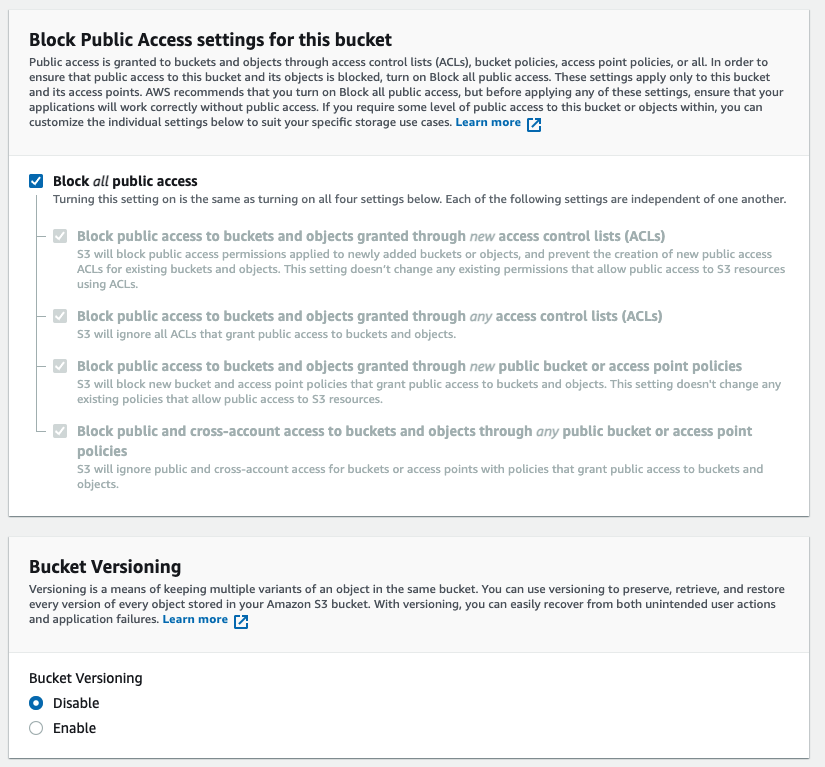 Block Public Access settings for this bucket
Public access is granted to buckets and objects through access control lists (ACLs), bucket policies, access point policies, or all. In order to
ensure that public access to this bucket and its objects is blocked, turn on Block all public access. These settings apply only to this bucket
and its access points. AWS recommends that you turn on Block all public access, but before applying any of these settings, ensure that your
applications will work correctly without public access. If you require some level of public access to this bucket or objects within, you can
customize the individual settings below to suit your specific storage use cases. Learn more
Block all public access
Turning this setting on is the same as turning on all four settings below. Each of the following settings are independent of one another.
Block public access to buckets and objects granted through new access control lists (ACLs)
S3 will block public access permissions applied to newly added buckets or objects, and prevent the creation of new public access
ACLs for existing buckets and objects. This setting doesn't change any existing permissions that allow public access to S3 resources
using ACLs.
Block public access to buckets and objects granted through any access control lists (ACLs)
S3 will ignore all ACLs that grant public access to buckets and objects.
Block public access to buckets and objects granted through new public bucket or access point policies
S3 will block new bucket and access point policies that grant public access to buckets and objects. This setting doesn't change any
existing policies that allow public access to S3 resources.
Block public and cross-account access to buckets and objects through any public bucket or access point
policies
S3 will ignore public and cross-account access for buckets or access points with policies that grant public access to buckets and
objects.
Bucket Versioning
Versioning is a means of keeping multiple variants of an object in the same bucket. You can use versioning to preserve, retrieve, and restore
every version of every object stored in your Amazon S3 bucket. With versioning, you can easily recover from both unintended user actions
and application failures. Learn more
Bucket Versioning
Disable
Enable